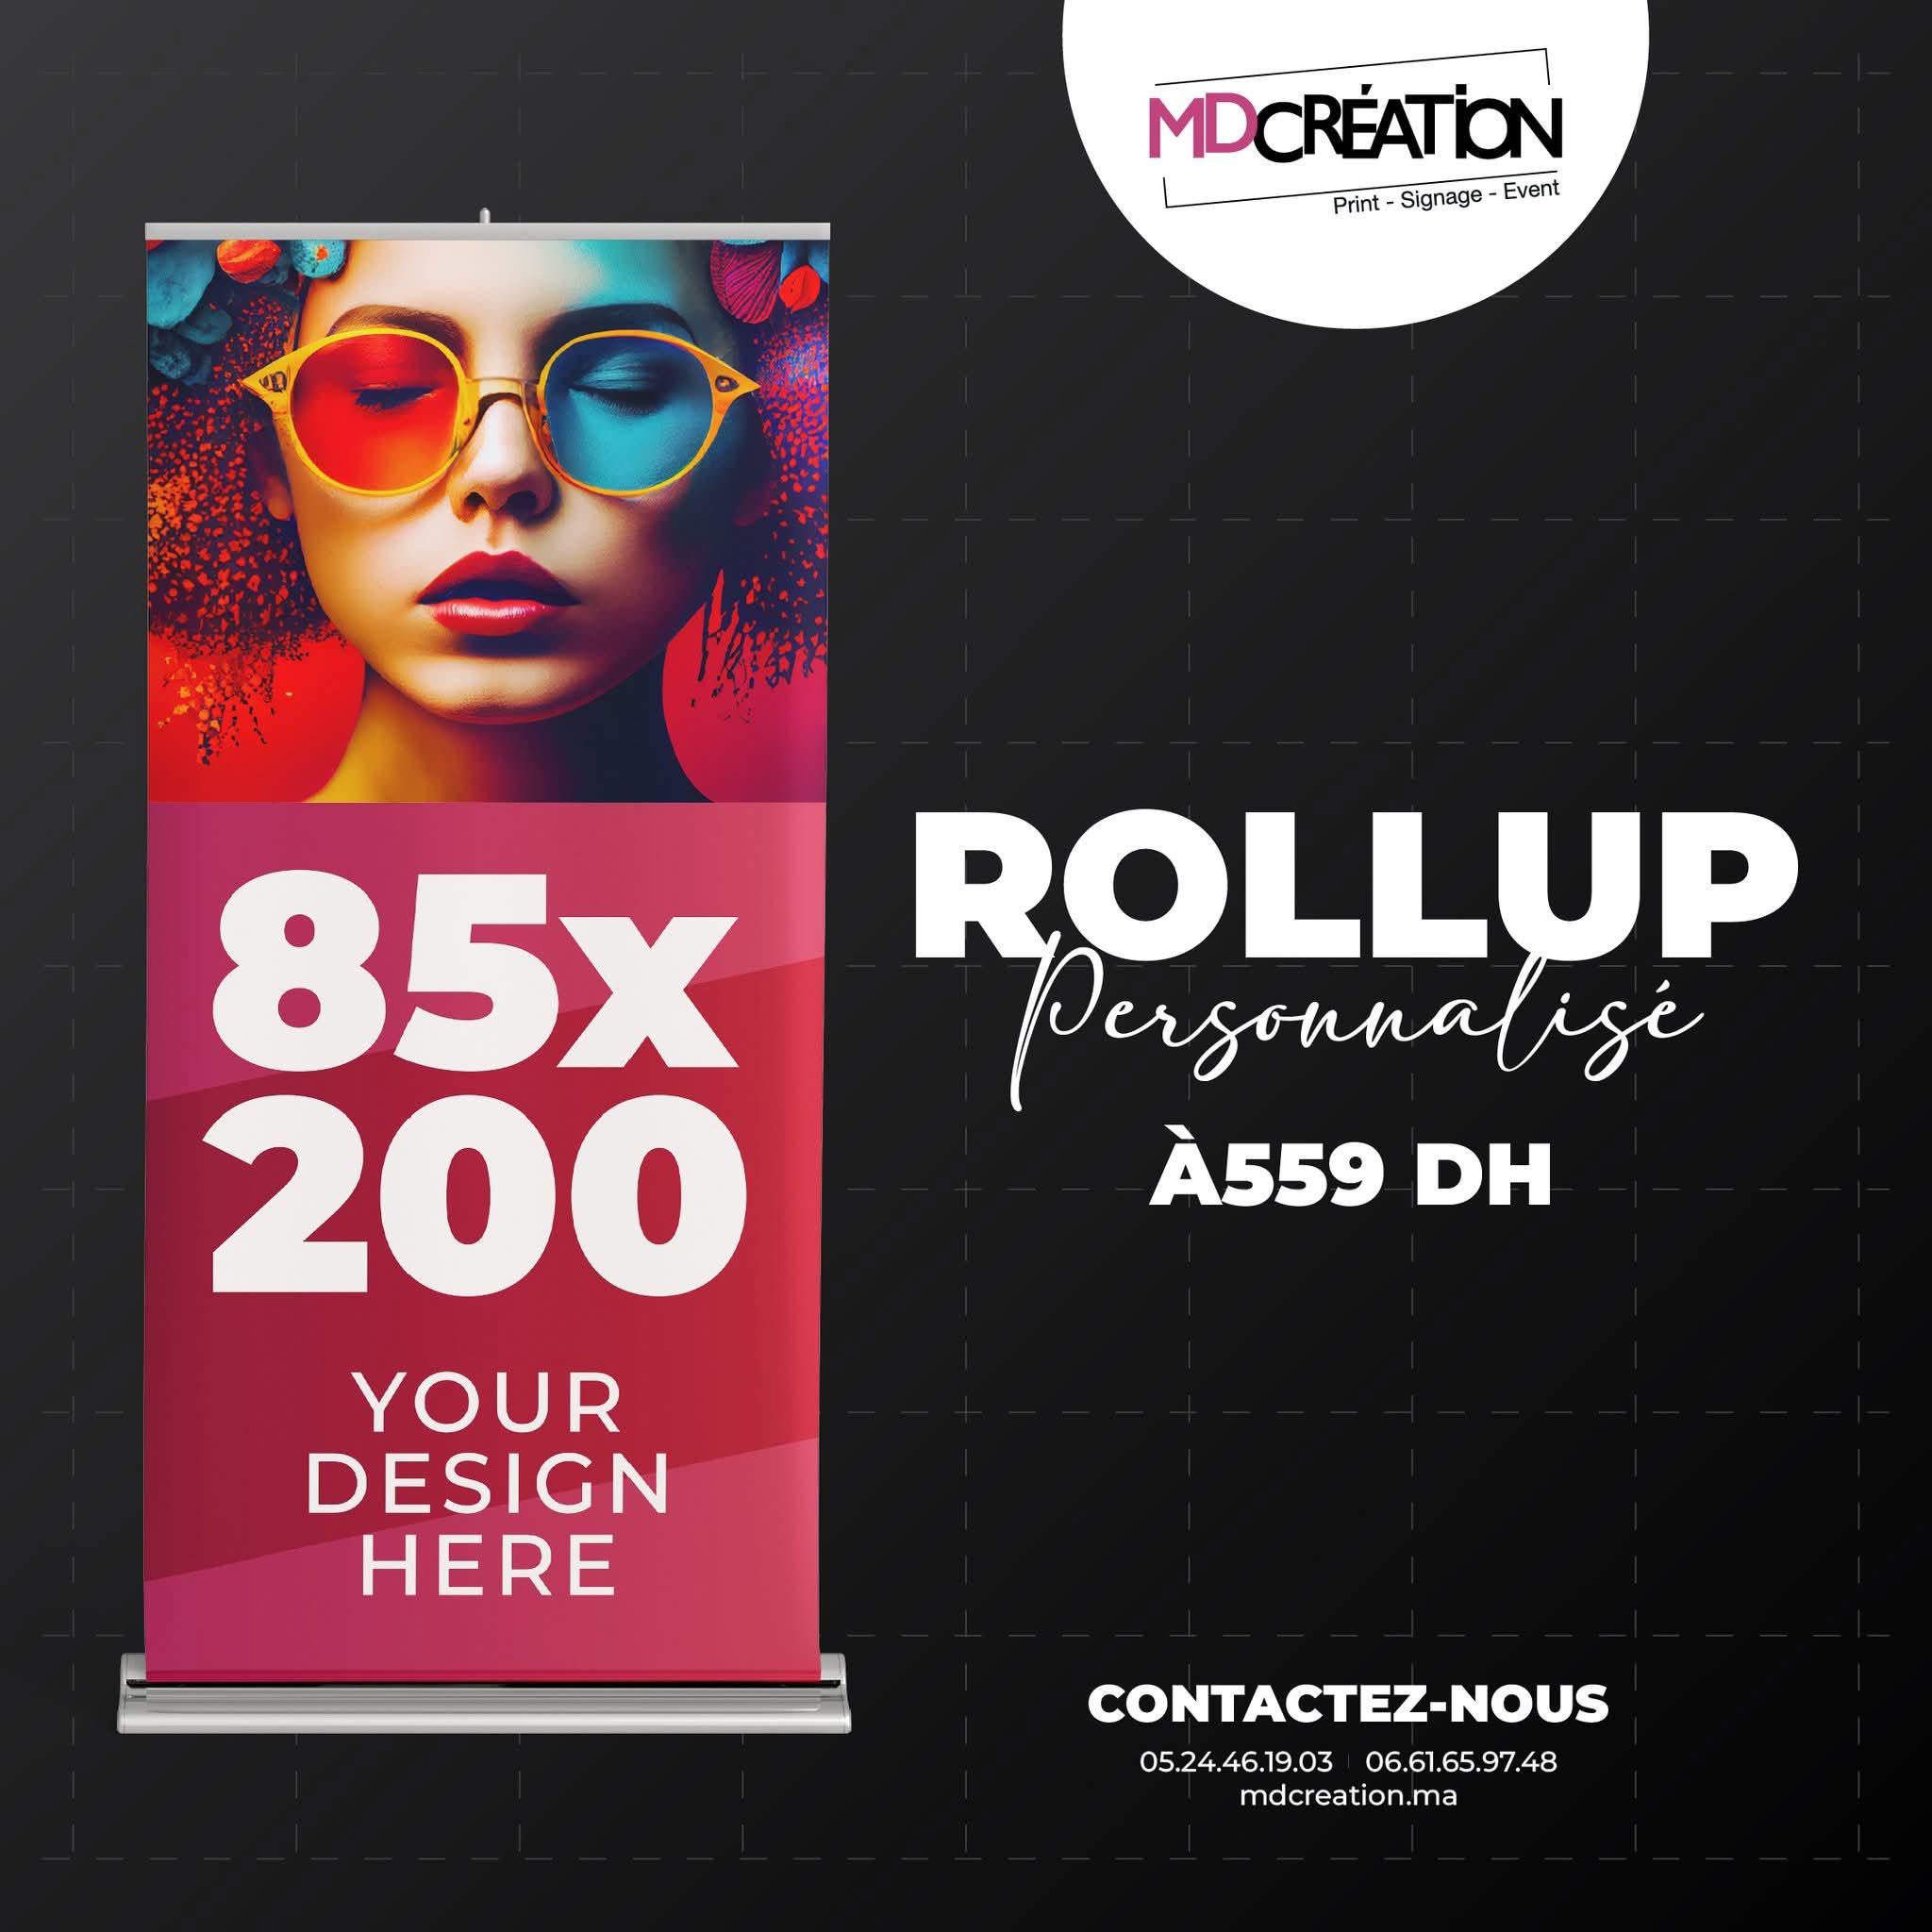 MDCRÉATiON
Print - Signage - Event
85x
200
YOUR
DESIGN
HERE
ROLLUP
Personnalisé
À559 DH
CONTACTEZ-NOUS
05.24.46.19.03 | 06.61.65.97.48
mdcreation.ma